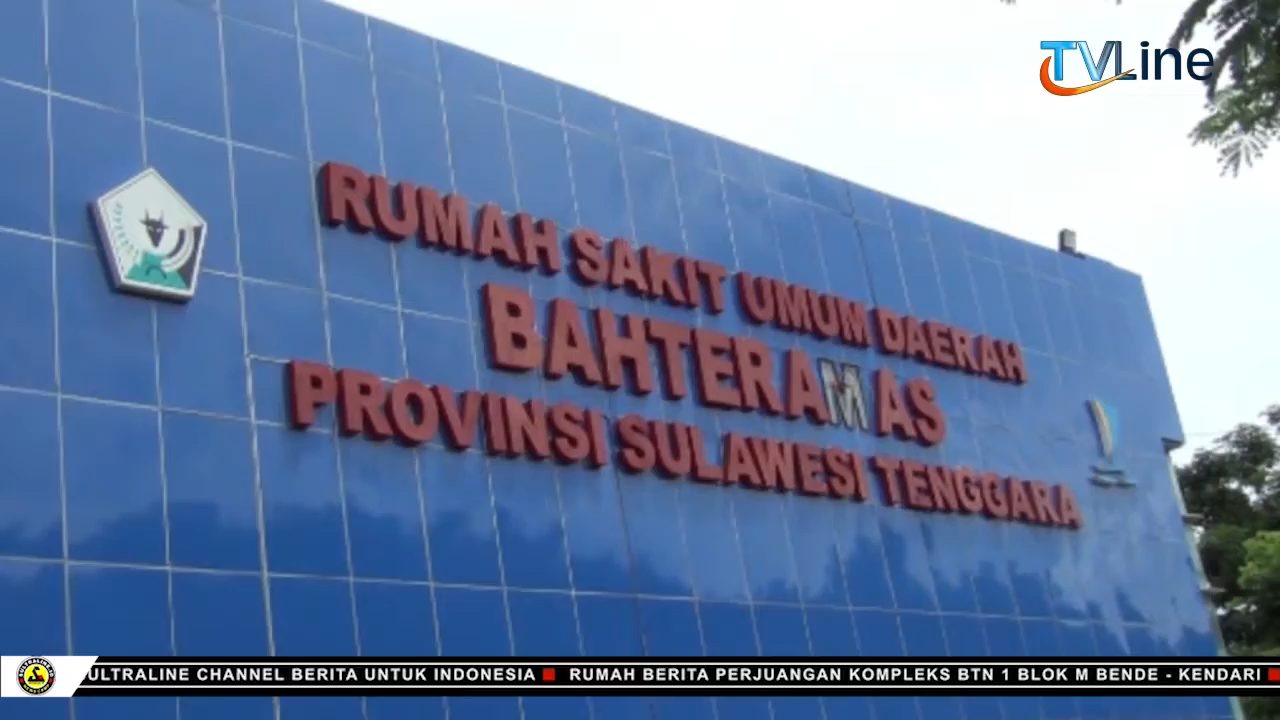 TVLine
RUMAH SAKIT UMUM DAERAH
BAHTERAMAS
PROVINSI SULAWESI TENGGARA
ULTRALINE CHANNEL BERITA UNTUK INDONESIA ■ RUMAH BERITA PERJUANGAN KOMPLEKS BTN 1 BLOK M BENDE - KENDARI